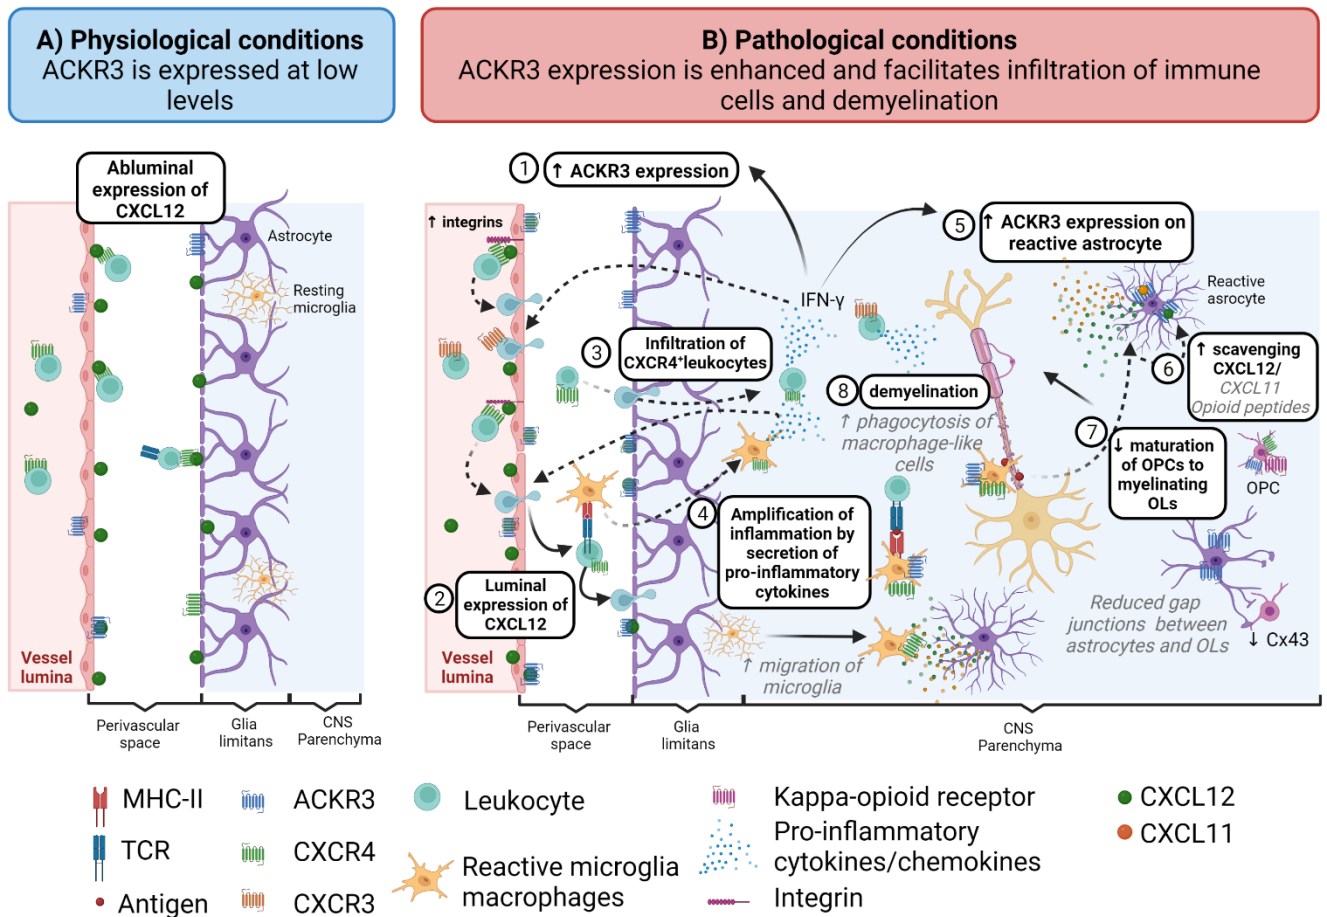 A) Physiological conditions
ACKR3 is expressed at low
levels
B) Pathological conditions
ACKR3 expression is enhanced and facilitates infiltration of immune
cells and demyelination
Abluminal
expression of
CXCL12
Astrocyte
Resting
microglia
Vessel
lumina
Perivascular
space
Glia
limitans
CNS
Parenchyma
1
↑ ACKR3 expression
↑ integrins
5
↑ ACKR3 expression on
reactive astrocyte
IFN-γ
Reactive
asrocyte
3
Infiltration of
CXCR4⁺leukocytes
6
↑ scavenging
CXCL12/
CXCL11
Opioid peptides
8
demyelination
↑ phagocytosis of
macrophage-like
cells
7
↓ maturation
of OPCs to
myelinating
OLs
OPC
4
Amplification of
inflammation by
secretion of
pro-inflammatory
cytokines
2
Luminal
expression of
CXCL12
Reduced gap
junctions between
astrocytes and OLs
↓ Cx43
↑ migration of
microglia
Vessel
lumina
Perivascular
space
Glia
limitans
CNS
Parenchyma
MHC-II
TCR
Antigen
ACKR3
CXCR4
CXCR3
Leukocyte
Reactive microglia
macrophages
Kappa-opioid receptor
Pro-inflammatory
cytokines/chemokines
Integrin
CXCL12
CXCL11